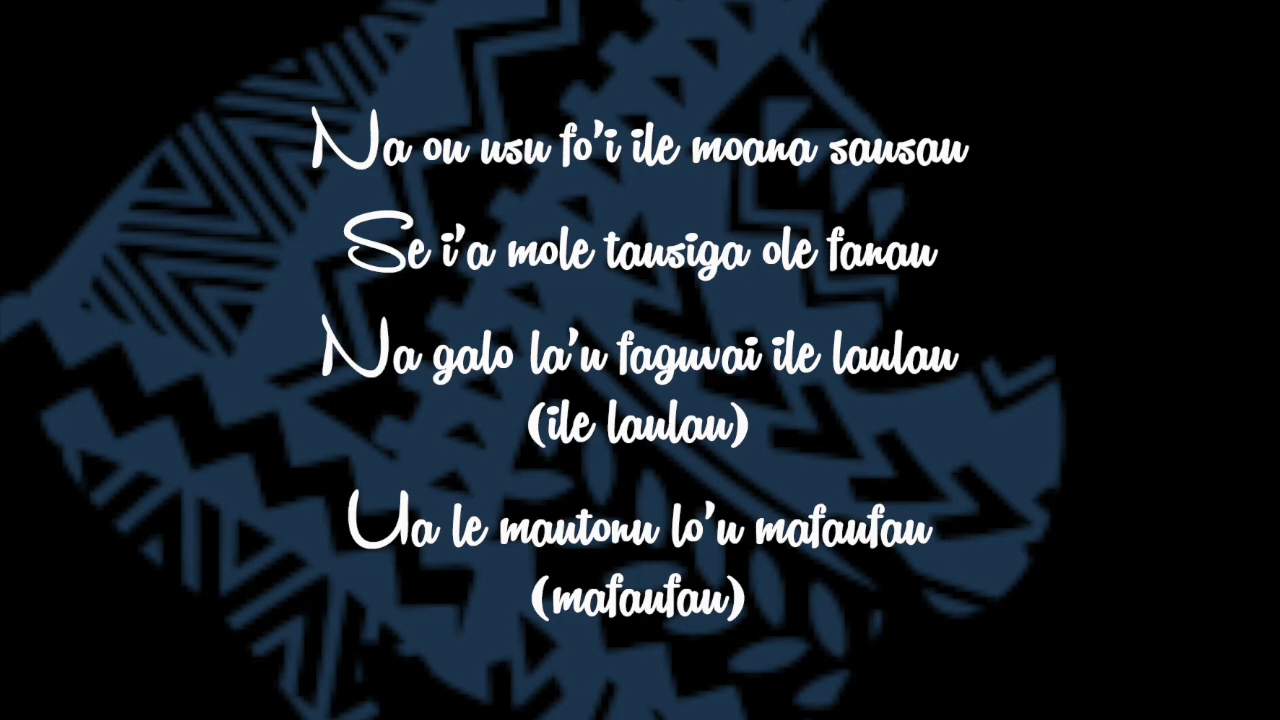 Na ou usu fo'i ile moana sausau
Se i'a mole tausiga ole fanau
Na galo la'u faguvai ile laulau
(ile laulau)
Ua le mautonu lo'u mafaufau
(mafaufau)